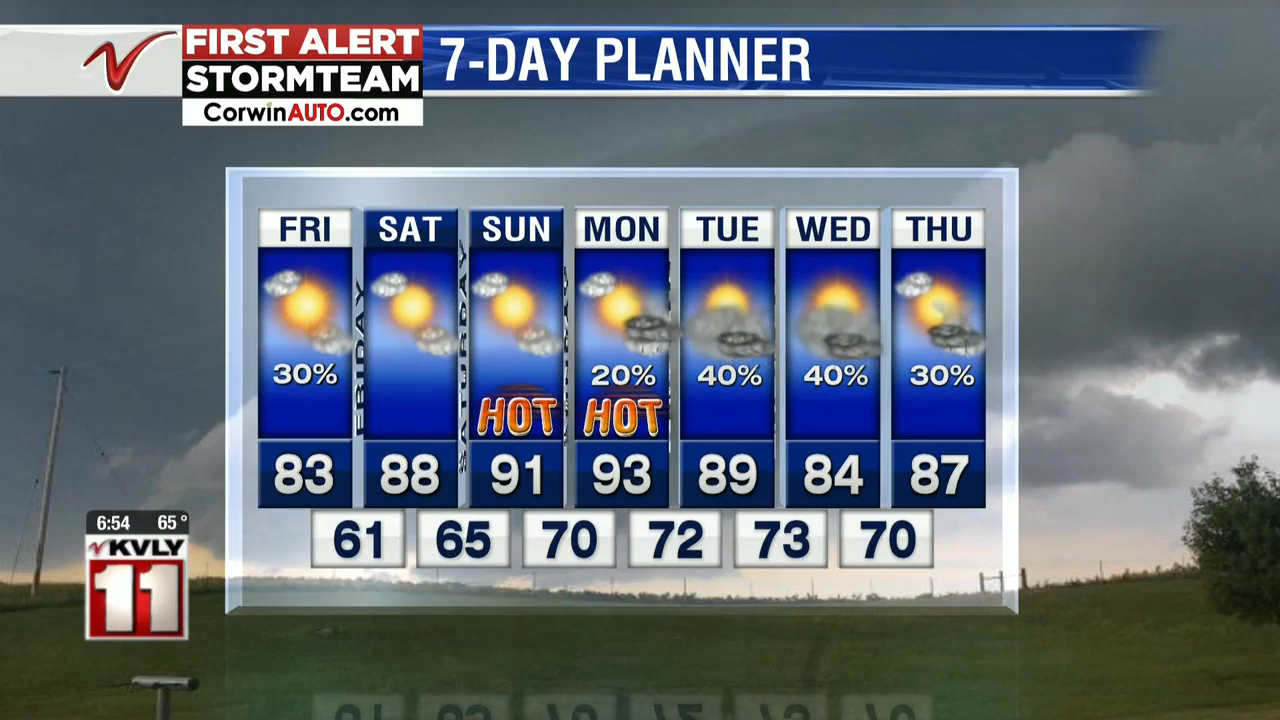 FIRST ALERT
STORMTEAM
CorwinAUTO.com
7-DAY PLANNER
FRI SAT SUN MON TUE WED THU
FRIDAY
SATURDAY
30% 20% 40% 40% 30%
HOT HOT
83 88 91 93 89 84 87
61 65 70 72 73 70
6:54 65°
KVLY
11